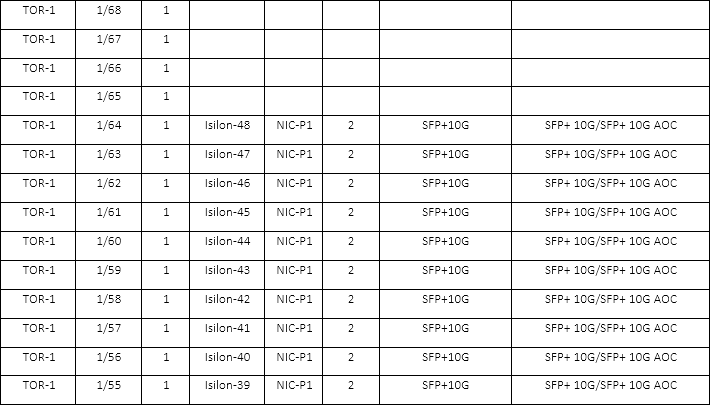 TOR-1 1/68 1
TOR-1 1/67 1
TOR-1 1/66 1
TOR-1 1/65 1
TOR-1 1/64 1 Isilon-48 NIC-P1 2 SFP+10G SFP+ 10G/SFP+ 10G AOC
TOR-1 1/63 1 Isilon-47 NIC-P1 2 SFP+10G SFP+ 10G/SFP+ 10G AOC
TOR-1 1/62 1 Isilon-46 NIC-P1 2 SFP+10G SFP+ 10G/SFP+ 10G AOC
TOR-1 1/61 1 Isilon-45 NIC-P1 2 SFP+10G SFP+ 10G/SFP+ 10G AOC
TOR-1 1/60 1 Isilon-44 NIC-P1 2 SFP+10G SFP+ 10G/SFP+ 10G AOC
TOR-1 1/59 1 Isilon-43 NIC-P1 2 SFP+10G SFP+ 10G/SFP+ 10G AOC
TOR-1 1/58 1 Isilon-42 NIC-P1 2 SFP+10G SFP+ 10G/SFP+ 10G AOC
TOR-1 1/57 1 Isilon-41 NIC-P1 2 SFP+10G SFP+ 10G/SFP+ 10G AOC
TOR-1 1/56 1 Isilon-40 NIC-P1 2 SFP+10G SFP+ 10G/SFP+ 10G AOC
TOR-1 1/55 1 Isilon-39 NIC-P1 2 SFP+10G SFP+ 10G/SFP+ 10G AOC